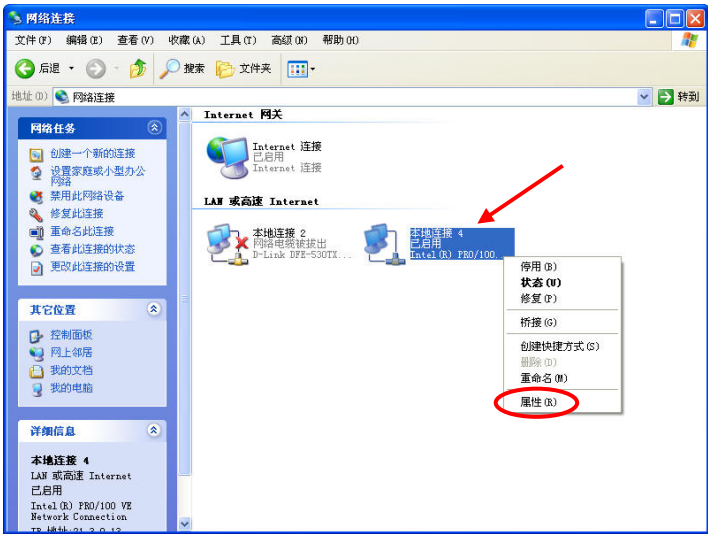 网络连接
文件(F) 编辑(E) 查看(V) 收藏(A) 工具(T) 高级(N) 帮助(H)
后退 搜索 文件夹
地址(D) 网络连接 转到
网络任务
创建一个新的连接
设置家庭或小型办公
网络
禁用此网络设备
修复此连接
重命名此连接
查看此连接的状态
更改此连接的设置
其它位置
控制面板
网上邻居
我的文档
我的电脑
详细信息
本地连接 4
LAN 或高速 Internet
已启用
Intel(R) PRO/100 VE
Network Connection
Internet 网关
Internet 连接
已启用
Internet 连接
LAN 或高速 Internet
本地连接 2
网络电缆被拔出
D-Link DFE-530TX...
本地连接 4
已启用
Intel(R) PRO/100...
停用(B)
状态(U)
修复(P)
桥接(G)
创建快捷方式(S)
删除(D)
重命名(M)
属性(R)